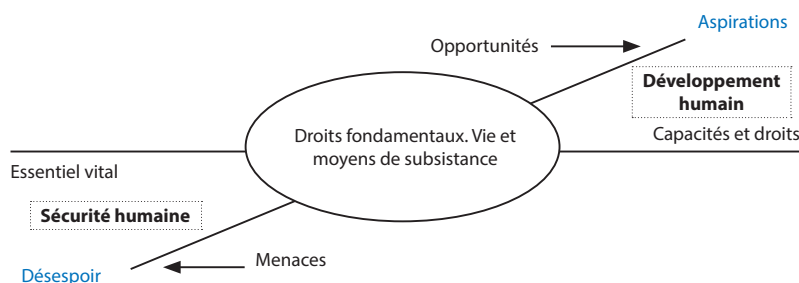 Aspirations
Opportunités
Développement
humain
Capacités et droits
Droits fondamentaux. Vie et
moyens de subsistance
Essentiel vital
Sécurité humaine
Menaces
Désespoir